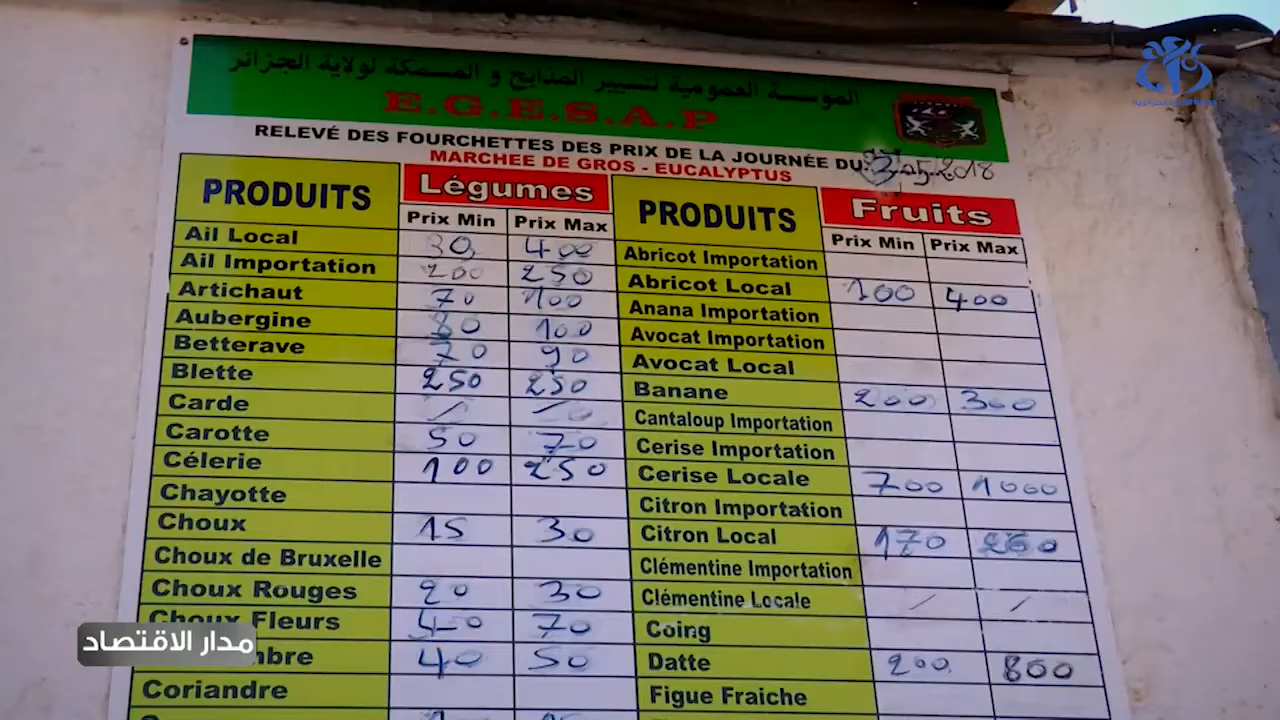 المؤسسة العمومية لتسيير المذابح و المسمكة لولاية الجزائر
E.G.E.S.A.P
RELEVÉ DES FOURCHETTES DES PRIX DE LA JOURNÉE DU 05.2018
MARCHEE DE GROS - EUCALYPTUS
PRODUITS Légumes PRODUITS Fruits
Prix Min Prix Max Prix Min Prix Max
Ail Local 30 400 Abricot Importation
Ail Importation 200 250 Abricot Local 100 400
Artichaut 70 100 Anana Importation
Aubergine 80 100 Avocat Importation
Betterave 70 90 Avocat Local
Blette 250 250 Banane 200 300
Carde Cantaloup Importation
Carotte 50 70 Cerise Importation
Célerie 100 250 Cerise Locale 700 1000
Chayotte Citron Importation
Choux 15 30 Citron Local 170 260
Choux de Bruxelle Clémentine Importation
Choux Rouges 20 30 Clémentine Locale / /
Choux Fleurs 40 70 Coing
mbre 40 50 Datte 200 800
Coriandre Figue Fraiche
مدار الاقتصاد